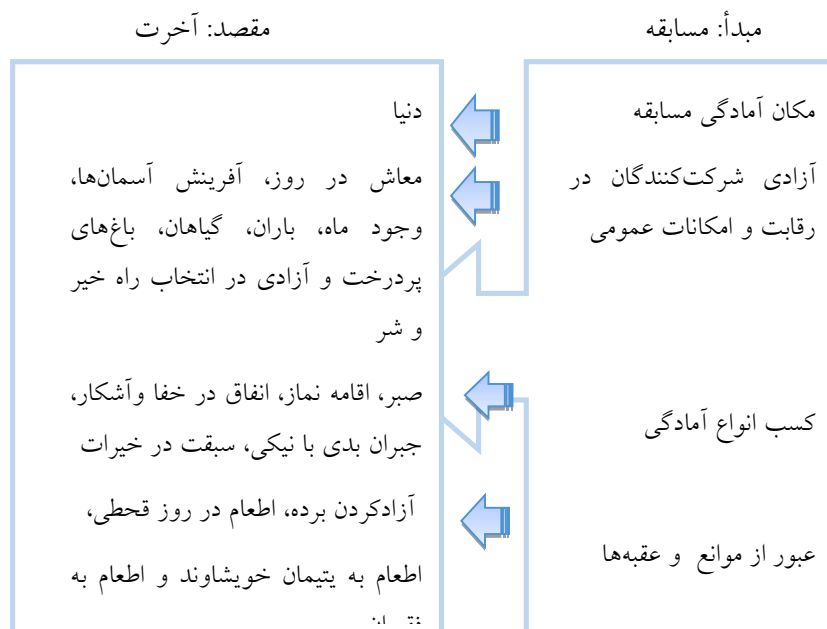 مبدأ: مسابقه
مقصد: آخرت
مکان آمادگی مسابقه
دنیا
آزادی شرکت‌کنندگان در
رقابت و امکانات عمومی
معاش در روز، آفرینش آسمان‌ها،
وجود ماه، باران، گیاهان، باغ‌های
پردرخت و آزادی در انتخاب راه خیر
و شر
کسب انواع آمادگی
صبر، اقامه نماز، انفاق در خفا وآشکار،
جبران بدی با نیکی، سبقت در خیرات
عبور از موانع و عقبه‌ها
آزادکردن برده، اطعام در روز قحطی،
اطعام به یتیمان خویشاوند و اطعام به